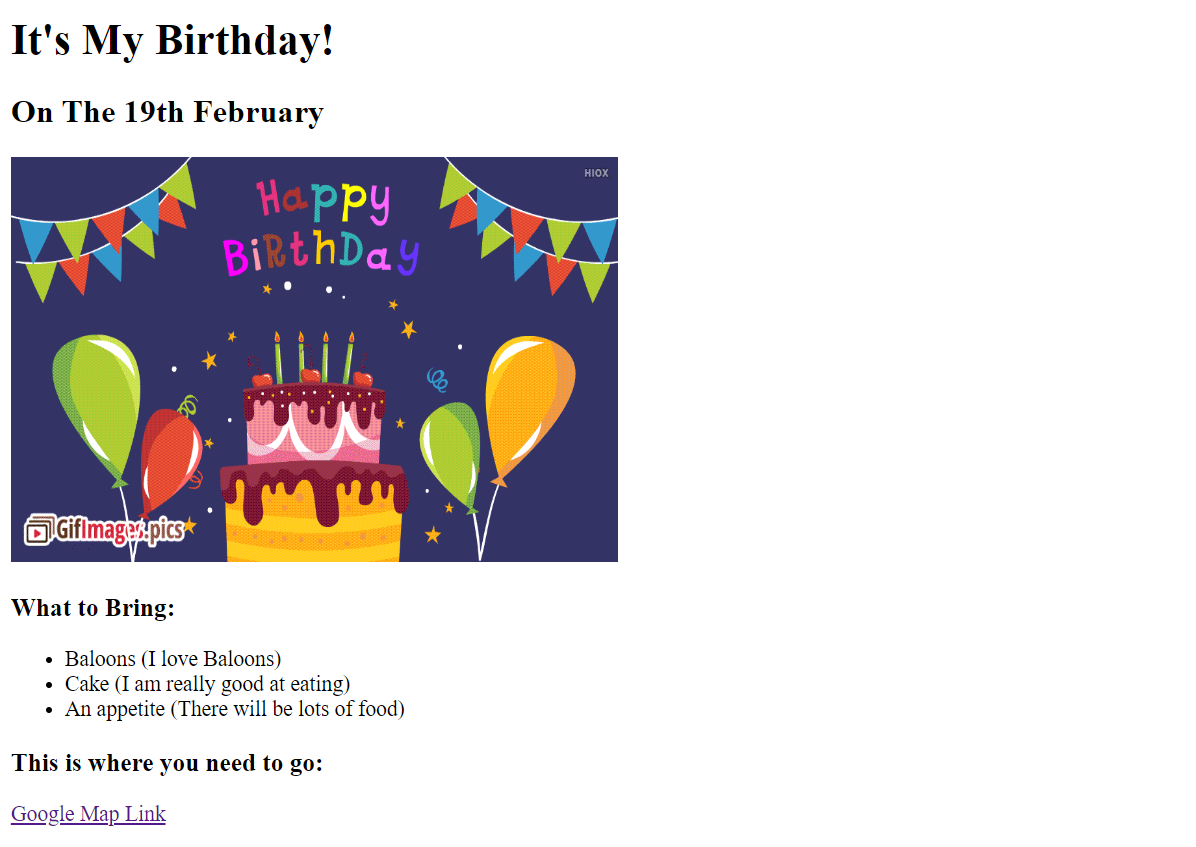 It's My Birthday!
On The 19th February
HIOX
Happy
BiRthDay
GifImages.pics
What to Bring:
Baloons (I love Baloons)
Cake (I am really good at eating)
An appetite (There will be lots of food)
This is where you need to go:
Google Map Link